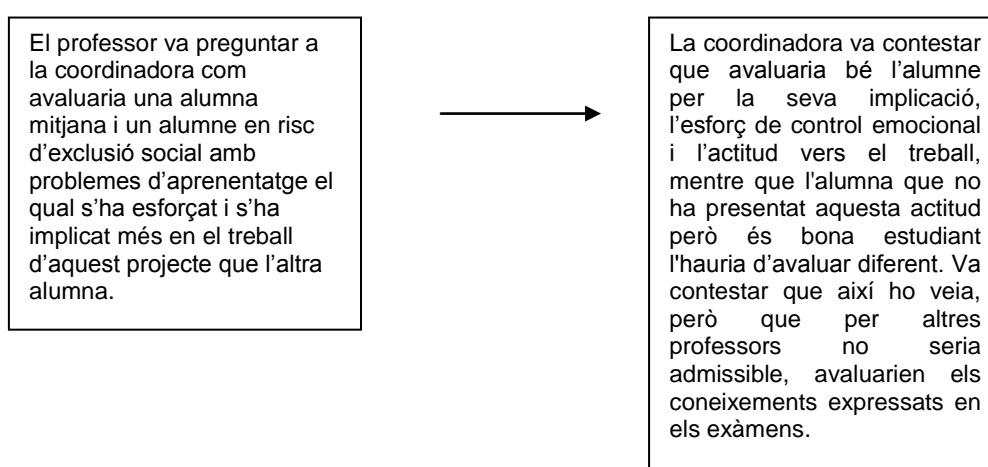 El professor va preguntar a
la coordinadora com
avaluaria una alumna
mitjana i un alumne en risc
d’exclusió social amb
problemes d’aprenentatge el
qual s’ha esforçat i s’ha
implicat més en el treball
d’aquest projecte que l’altra
alumna.
La coordinadora va contestar
que avaluaria bé l’alumne
per la seva implicació,
l’esforç de control emocional
i l’actitud vers el treball,
mentre que l'alumna que no
ha presentat aquesta actitud
però és bona estudiant
l'hauria d’avaluar diferent. Va
contestar que així ho veia,
però que per altres
professors no seria
admissible, avaluarien els
coneixements expressats en
els exàmens.